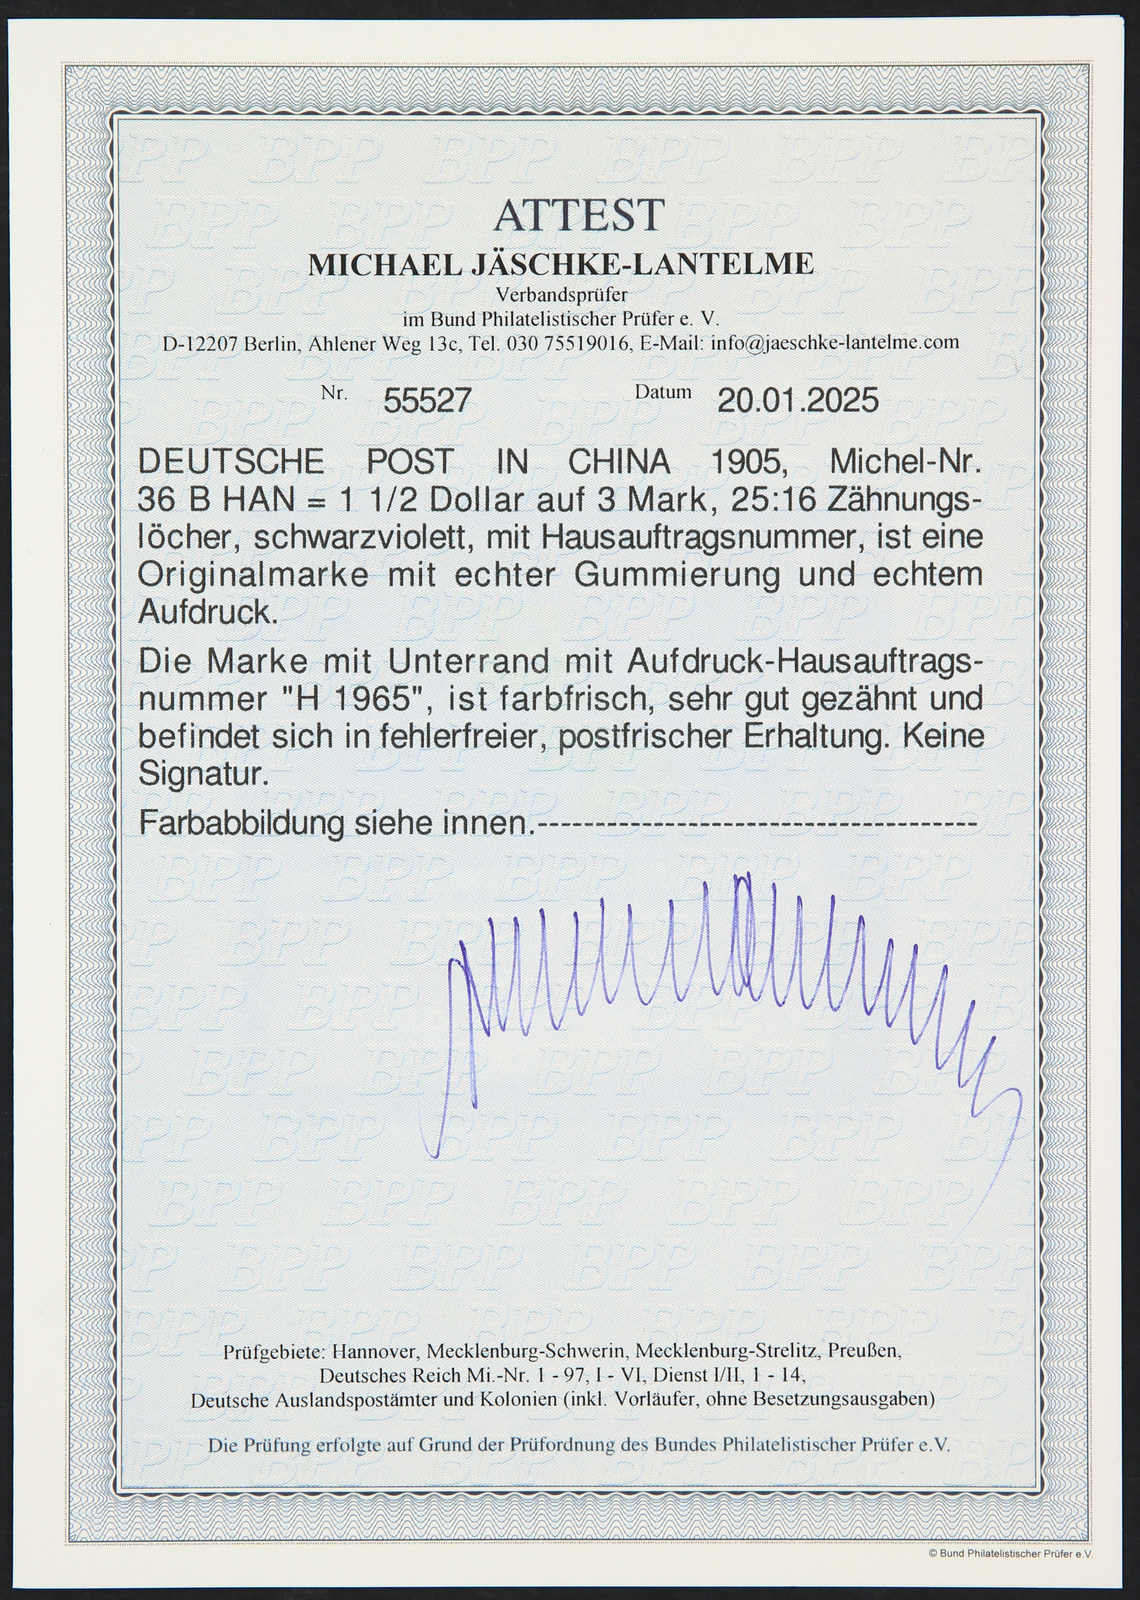 ATTEST
MICHAEL JÄSCHKE-LANTELME
Verbandsprüfer
im Bund Philatelistischer Prüfer e. V.
D-12207 Berlin, Ahlener Weg 13c, Tel. 030 75519016, E-Mail: info@jaeschke-lantelme.com
Nr. 55527 Datum 20.01.2025
DEUTSCHE POST IN CHINA 1905, Michel-Nr.
36 B HAN = 1 1/2 Dollar auf 3 Mark, 25:16 Zähnungs-
löcher, schwarzviolett, mit Hausauftragsnummer, ist eine
Originalmarke mit echter Gummierung und echtem
Aufdruck.
Die Marke mit Unterrand mit Aufdruck-Hausauftrags-
nummer "H 1965", ist farbfrisch, sehr gut gezähnt und
befindet sich in fehlerfreier, postfrischer Erhaltung. Keine
Signatur.
Farbabbildung siehe innen.-------------------------------------
Prüfgebiete: Hannover, Mecklenburg-Schwerin, Mecklenburg-Strelitz, Preußen,
Deutsches Reich Mi.-Nr. 1 - 97, I - VI, Dienst I/II, 1 - 14,
Deutsche Auslandspostämter und Kolonien (inkl. Vorläufer, ohne Besetzungsausgaben)
Die Prüfung erfolgte auf Grund der Prüfordnung des Bundes Philatelistischer Prüfer e.V.
© Bund Philatelistischer Prüfer e.V.